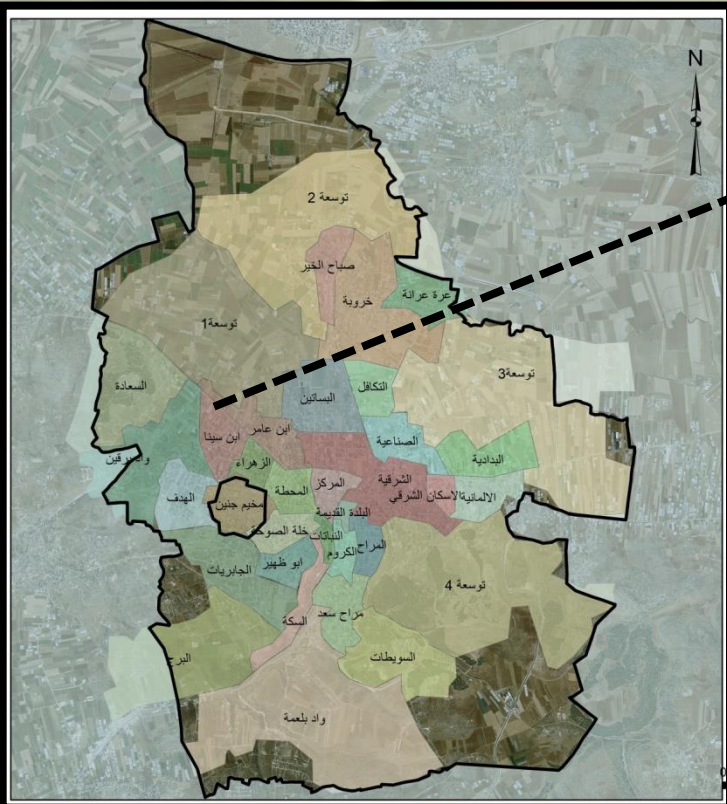 N
توسعة 2
صباح الخير
خروبة
عرة عرانة
توسعة1
توسعة3
السعادة
التكافل
البساتين
ابن سينا
ابن عامر
الصناعية
البدادية
الزهراء
الشرقية
المركز
المحطة
الهدف
مخيم جنين
الاسكان الشرقي
الالمانية
البلدة القديمة
النباتات
خلة الصوحة
الكروم
المراح
ابو ظهير
الجابريات
توسعة 4
مراح سعد
السكة
السويطات
البرج
واد بلعمة